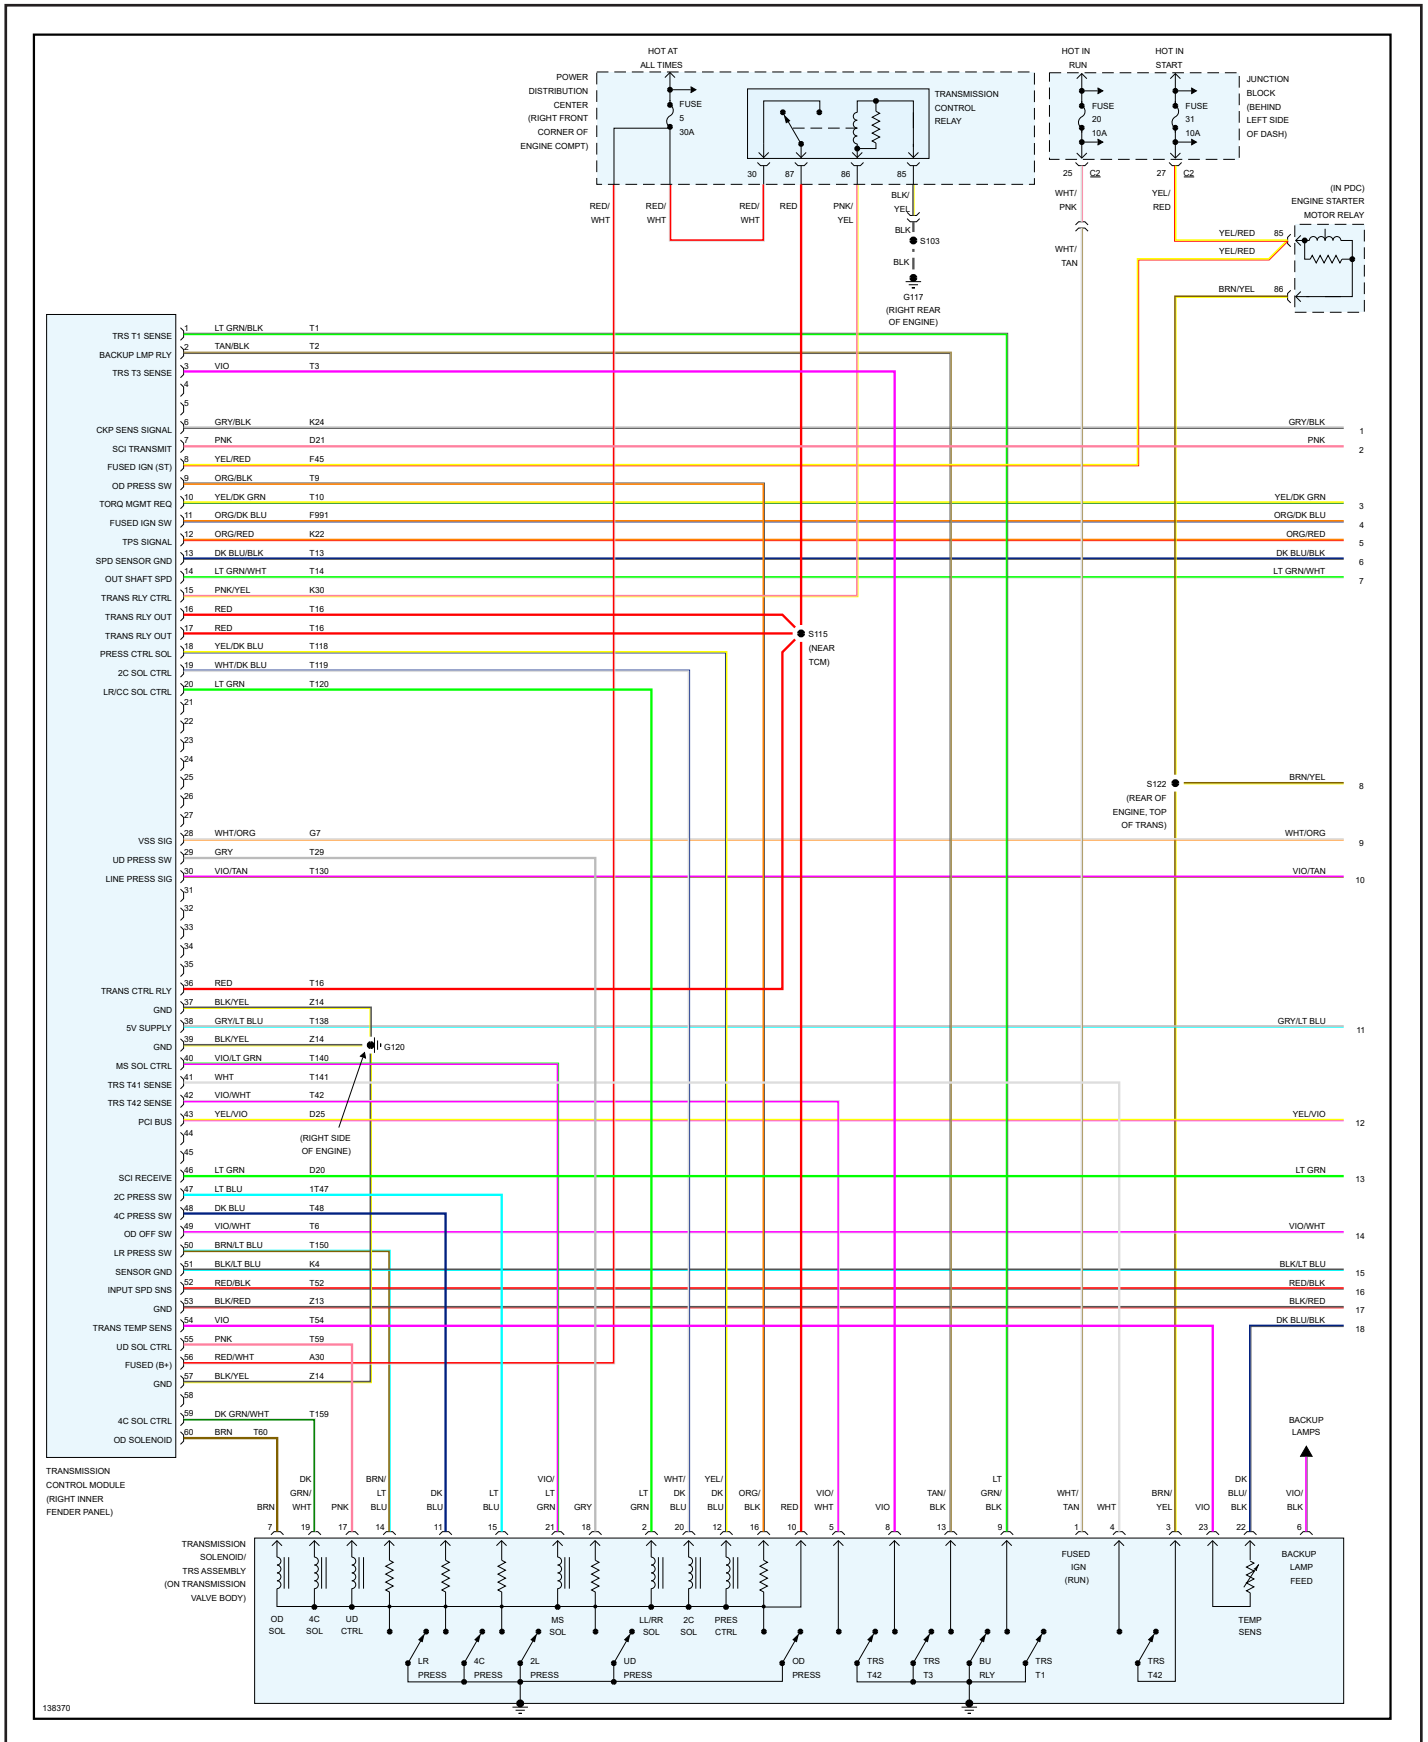 HOT AT
ALL TIMES
HOT IN
RUN
HOT IN
START
POWER
DISTRIBUTION
CENTER
(RIGHT FRONT
CORNER OF
ENGINE COMPT)
FUSE
5
30A
TRANSMISSION
CONTROL
RELAY
FUSE
20
10A
FUSE
31
10A
JUNCTION
BLOCK
(BEHIND
LEFT SIDE
OF DASH)
30 87 86 85
25 C2
27 C2
RED/
WHT
RED/
WHT
RED/
WHT
RED
PNK/
YEL
BLK/
YEL
BLK
S103
BLK
G117
(RIGHT REAR
OF ENGINE)
WHT/
PNK
WHT/
TAN
YEL/
RED
(IN PDC)
ENGINE STARTER
MOTOR RELAY
YEL/RED 85
YEL/RED
BRN/YEL 86
TRS T1 SENSE 1 LT GRN/BLK T1
BACKUP LMP RLY 2 TAN/BLK T2
TRS T3 SENSE 3 VIO T3
4
5
CKP SENS SIGNAL 6 GRY/BLK K24 GRY/BLK 1
SCI TRANSMIT 7 PNK D21 PNK 2
FUSED IGN (ST) 8 YEL/RED F45
OD PRESS SW 9 ORG/BLK T9
TORQ MGMT REQ 10 YEL/DK GRN T10 YEL/DK GRN 3
FUSED IGN SW 11 ORG/DK BLU F991 ORG/DK BLU 4
TPS SIGNAL 12 ORG/RED K22 ORG/RED 5
SPD SENSOR GND 13 DK BLU/BLK T13 DK BLU/BLK 6
OUT SHAFT SPD 14 LT GRN/WHT T14 LT GRN/WHT 7
TRANS RLY CTRL 15 PNK/YEL K30
TRANS RLY OUT 16 RED T16
TRANS RLY OUT 17 RED T16
S115
(NEAR
TCM)
PRESS CTRL SOL 18 YEL/DK BLU T118
2C SOL CTRL 19 WHT/DK BLU T119
LR/CC SOL CTRL 20 LT GRN T120
21
22
23
24
25
26
27
S122
(REAR OF
ENGINE, TOP
OF TRANS)
BRN/YEL 8
VSS SIG 28 WHT/ORG G7 WHT/ORG 9
UD PRESS SW 29 GRY T29
LINE PRESS SIG 30 VIO/TAN T130 VIO/TAN 10
31
32
33
34
35
TRANS CTRL RLY 36 RED T16
GND 37 BLK/YEL Z14
5V SUPPLY 38 GRY/LT BLU T138 GRY/LT BLU 11
GND 39 BLK/YEL Z14 G120
MS SOL CTRL 40 VIO/LT GRN T140
TRS T41 SENSE 41 WHT T141
TRS T42 SENSE 42 VIO/WHT T42
PCI BUS 43 YEL/VIO D25 YEL/VIO 12
44
45
(RIGHT SIDE
OF ENGINE)
SCI RECEIVE 46 LT GRN D20 LT GRN 13
2C PRESS SW 47 LT BLU 1T47
4C PRESS SW 48 DK BLU T48
OD OFF SW 49 VIO/WHT T6 VIO/WHT 14
LR PRESS SW 50 BRN/LT BLU T150
SENSOR GND 51 BLK/LT BLU K4 BLK/LT BLU 15
INPUT SPD SNS 52 RED/BLK T52 RED/BLK 16
GND 53 BLK/RED Z13 BLK/RED 17
TRANS TEMP SENS 54 VIO T54 DK BLU/BLK 18
UD SOL CTRL 55 PNK T59
FUSED (B+) 56 RED/WHT A30
GND 57 BLK/YEL Z14
58
4C SOL CTRL 59 DK GRN/WHT T159
OD SOLENOID 60 BRN T60
TRANSMISSION
CONTROL MODULE
(RIGHT INNER
FENDER PANEL)
BACKUP
LAMPS
BRN
DK
GRN/
WHT
PNK
BRN/
LT
BLU
DK
BLU
LT
BLU
VIO/
LT
GRN
GRY
LT
GRN
WHT/
DK
BLU
YEL/
DK
BLU
ORG/
BLK
RED
VIO/
WHT
VIO
TAN/
BLK
LT
GRN/
BLK
WHT/
TAN
WHT
BRN/
YEL
VIO
DK
BLU/
BLK
VIO/
BLK
7 19 17 14 11 15 21 18 2 20 12 16 10 5 8 13 9 1 4 3 23 22 6
TRANSMISSION
SOLENOID/
TRS ASSEMBLY
(ON TRANSMISSION
VALVE BODY)
FUSED
IGN
(RUN)
BACKUP
LAMP
FEED
OD
SOL
4C
SOL
UD
CTRL
MS
SOL
LL/RR
SOL
2C
SOL
PRES
CTRL
TEMP
SENS
LR
PRESS
4C
PRESS
2L
PRESS
UD
PRESS
OD
PRESS
TRS
T42
TRS
T3
BU
RLY
TRS
T1
TRS
T42
138370